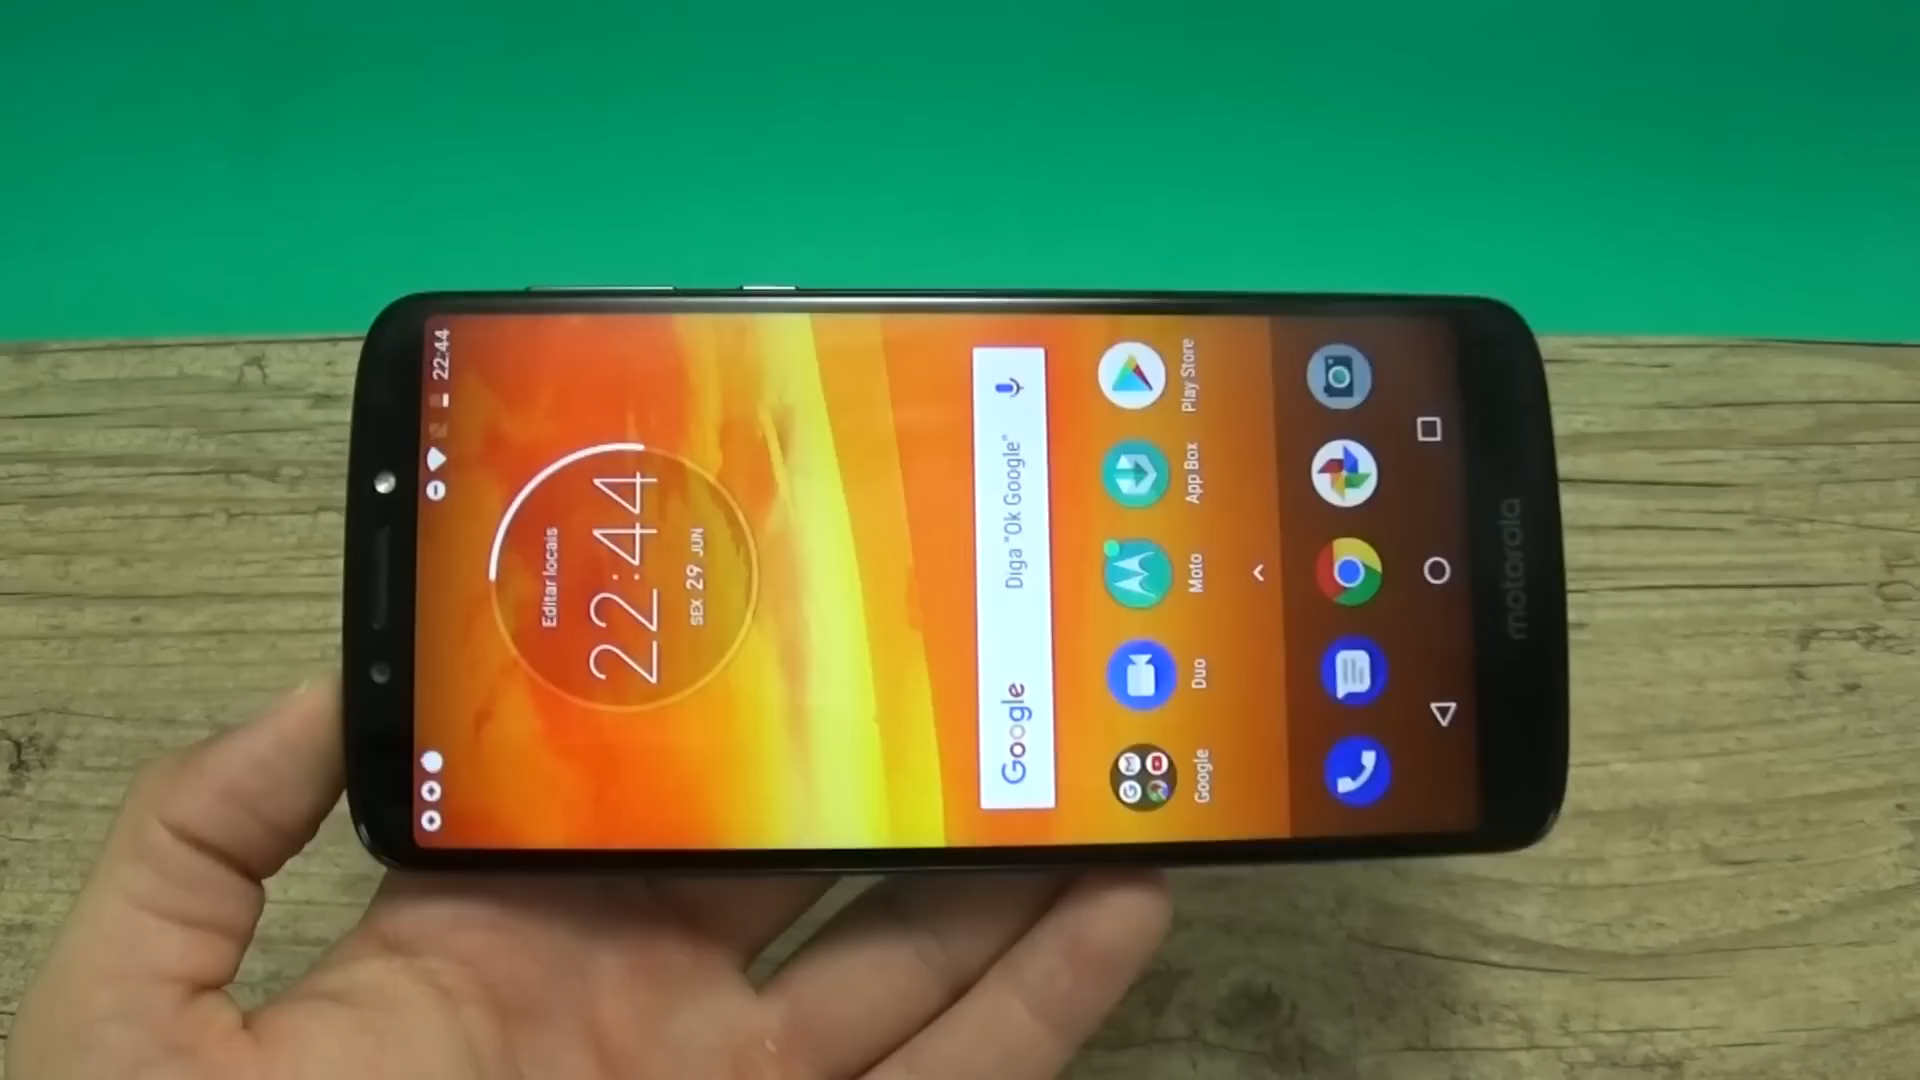 22:44
Editar locais
22:44
SEX 29 JUN
Google Diga "Ok Google"
Google
Duo
Moto
App Box
Play Store
motorola